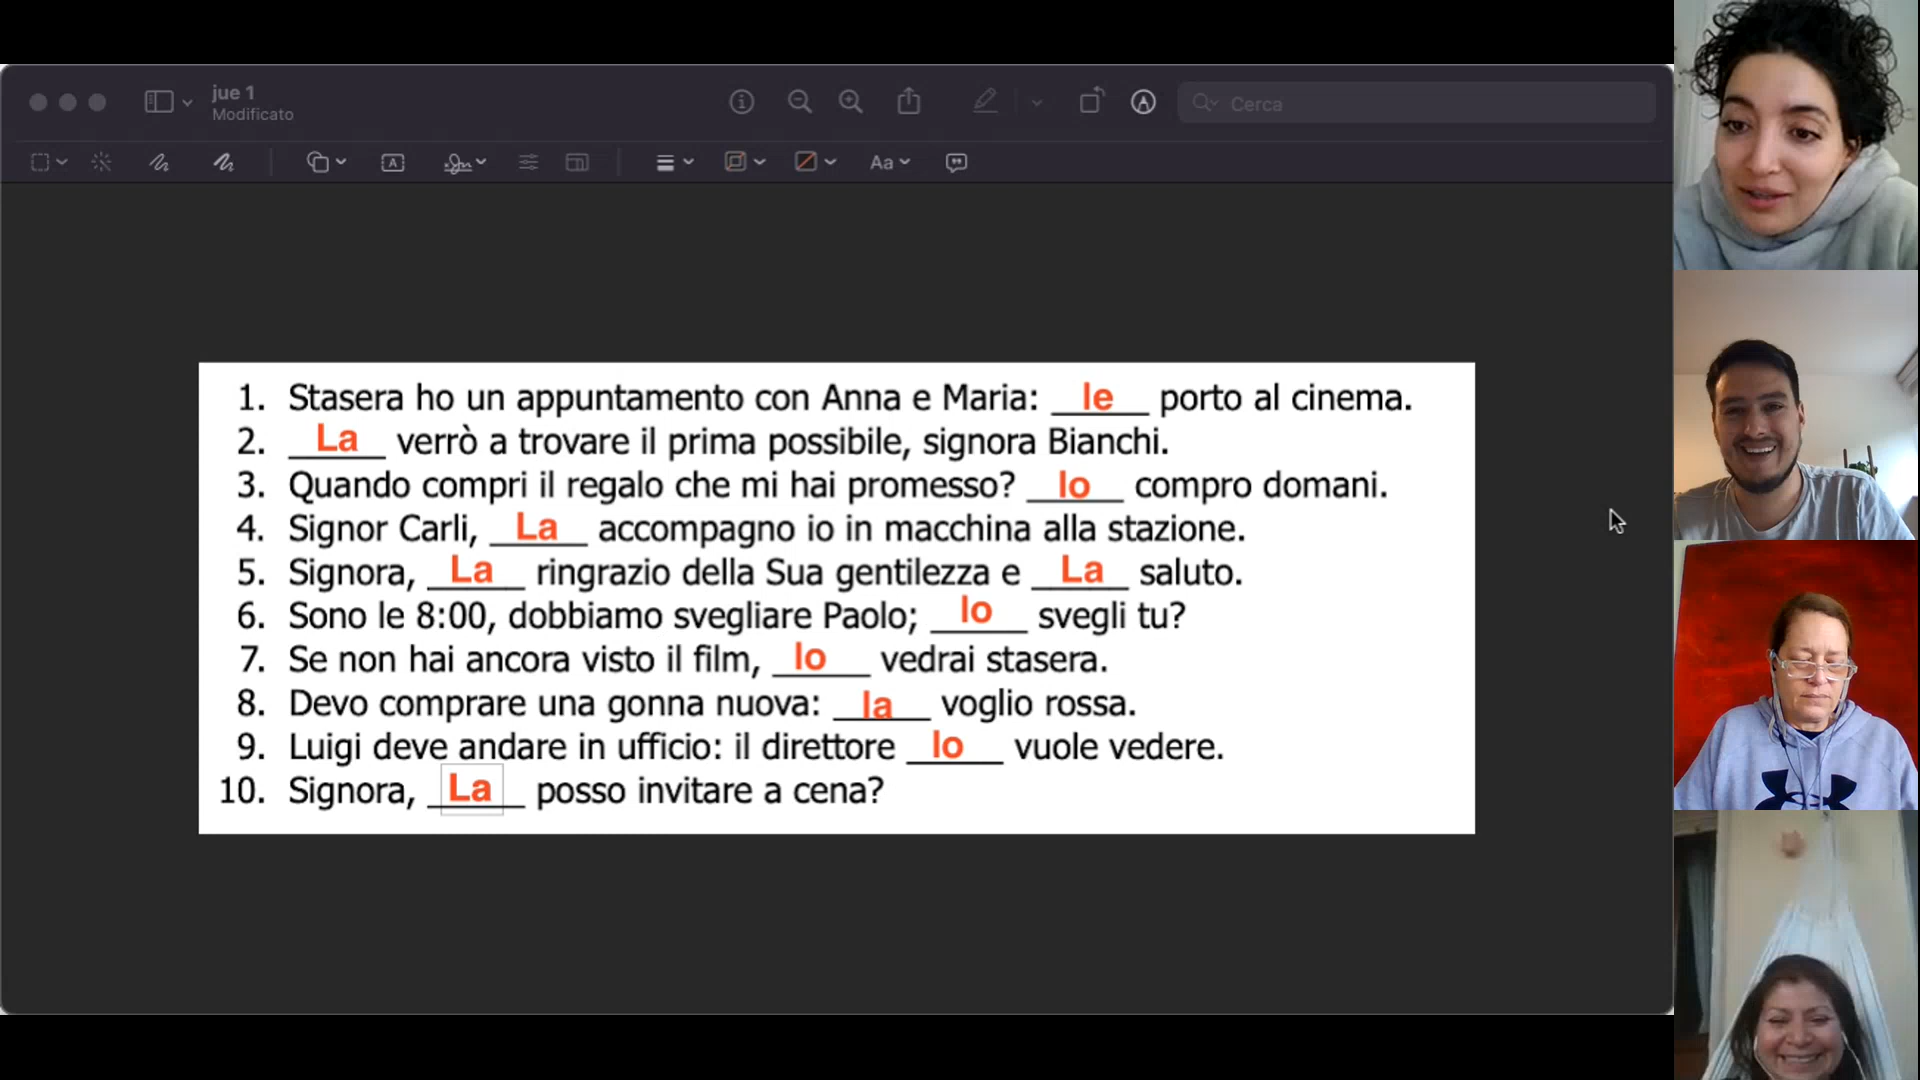 jue 1
Modificato
Cerca
Aa
1. Stasera ho un appuntamento con Anna e Maria: le porto al cinema.
2. La verrò a trovare il prima possibile, signora Bianchi.
3. Quando compri il regalo che mi hai promesso? lo compro domani.
4. Signor Carli, La accompagno io in macchina alla stazione.
5. Signora, La ringrazio della Sua gentilezza e La saluto.
6. Sono le 8:00, dobbiamo svegliare Paolo; lo svegli tu?
7. Se non hai ancora visto il film, lo vedrai stasera.
8. Devo comprare una gonna nuova: la voglio rossa.
9. Luigi deve andare in ufficio: il direttore lo vuole vedere.
10. Signora, La posso invitare a cena?